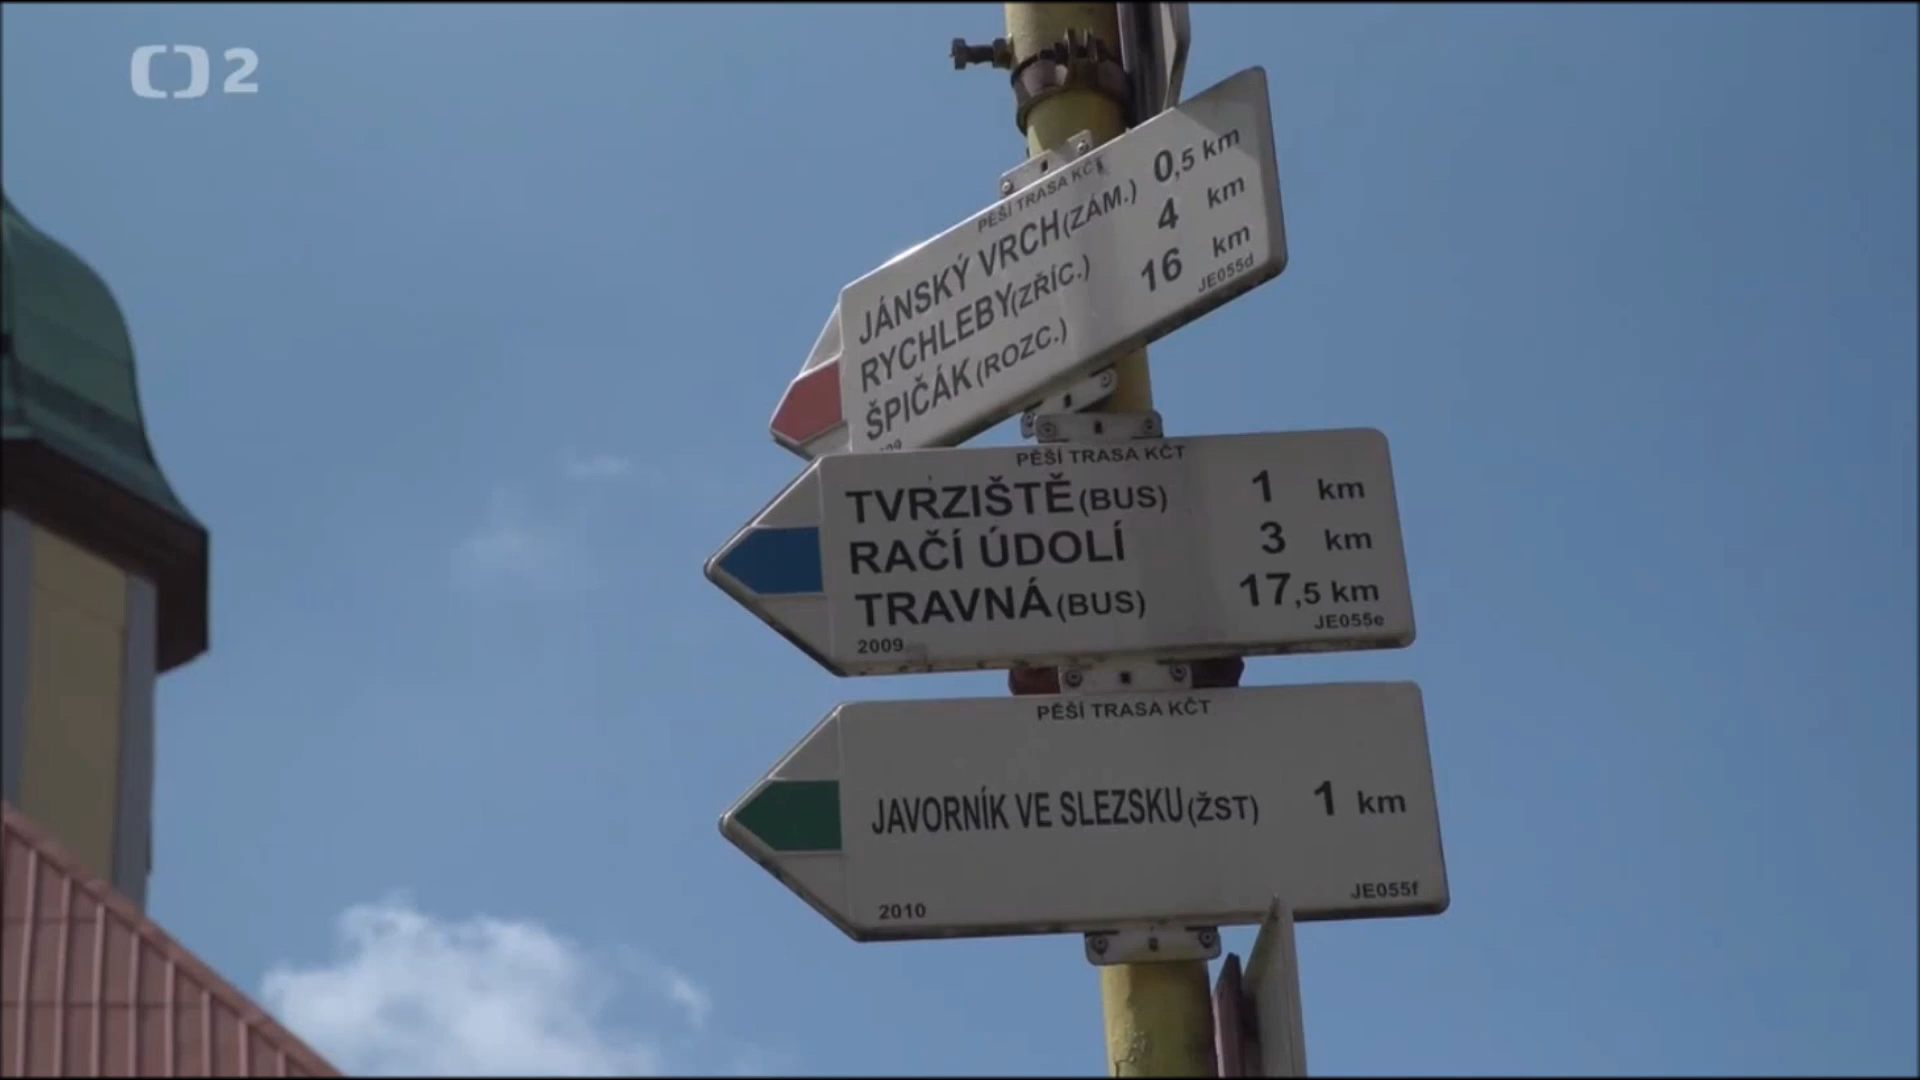 2
PĚŠÍ TRASA KČT
JÁNSKÝ VRCH(ZÁM.) 0,5 km
RYCHLEBY(ZŘÍC.) 4 km
ŠPIČÁK(ROZC.) 16 km
JE055d
PĚŠÍ TRASA KČT
TVRZIŠTĚ(BUS) 1 km
RAČÍ ÚDOLÍ 3 km
TRAVNÁ(BUS) 17,5 km
2009 JE055e
PĚŠÍ TRASA KČT
JAVORNÍK VE SLEZSKU(ŽST) 1 km
2010 JE055f